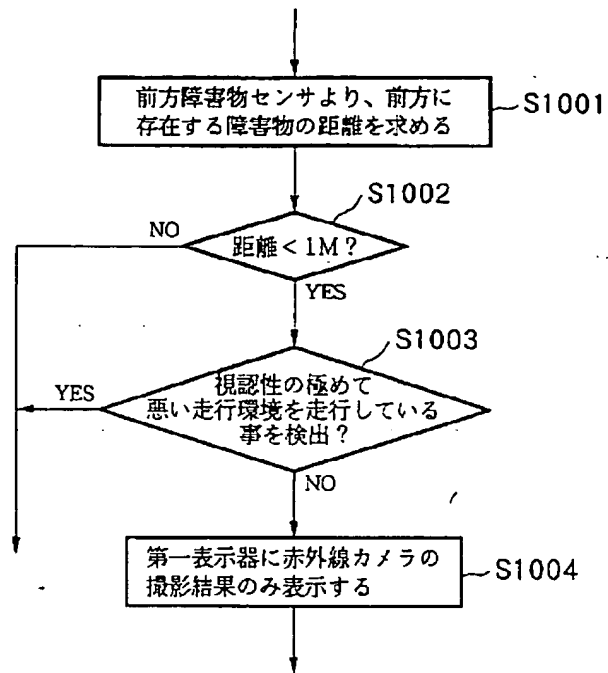 前方障害物センサより、前方に
存在する障害物の距離を求める
S1001
S1002
NO
距離<1M?
YES
S1003
YES
視認性の極めて
悪い走行環境を走行している
事を検出?
NO
第一表示器に赤外線カメラの
撮影結果のみ表示する
S1004